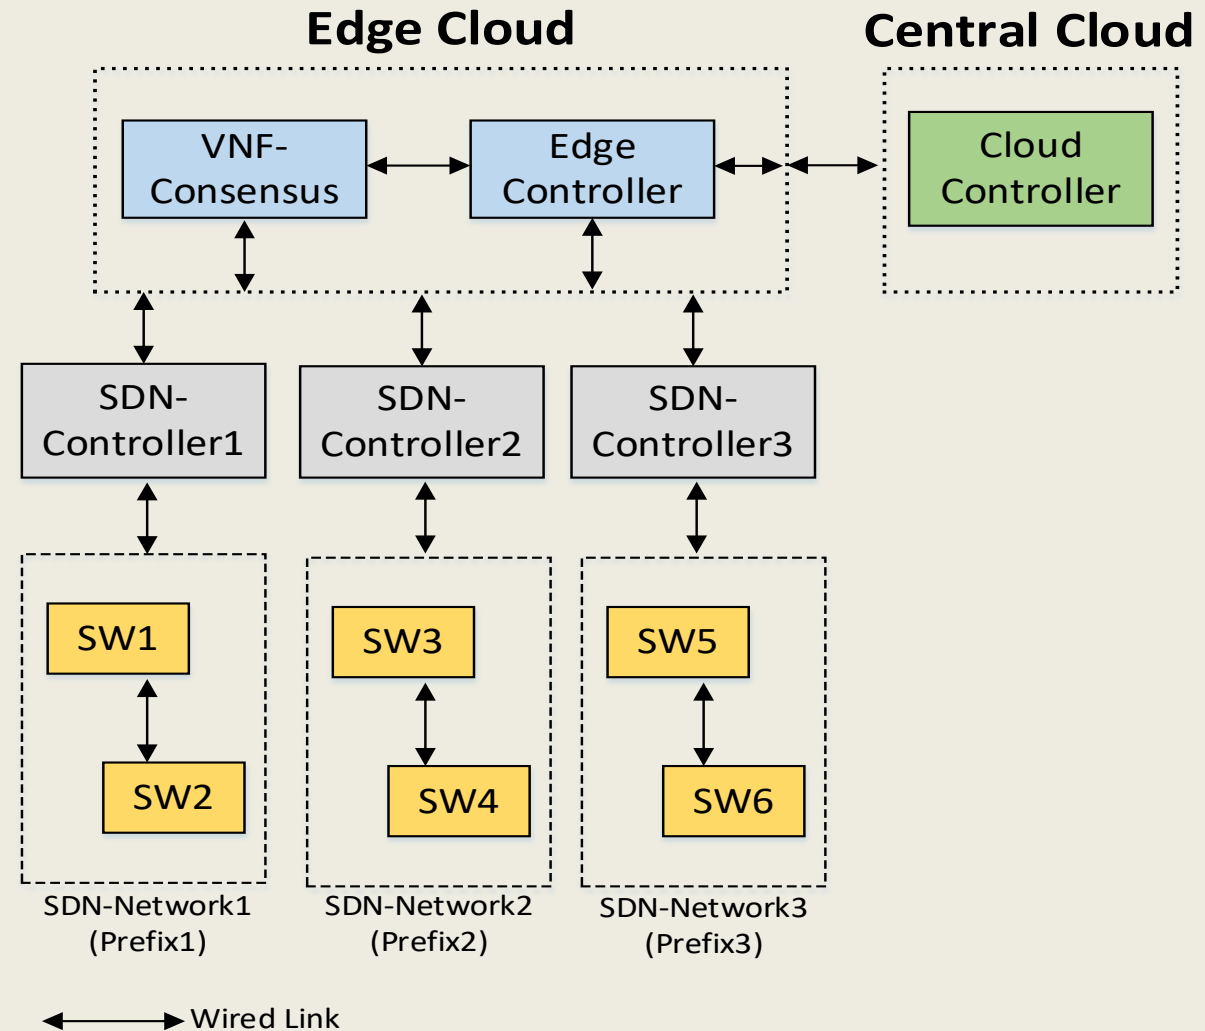 Edge Cloud
Central Cloud
VNF-
Consensus
Edge
Controller
Cloud
Controller
SDN-
Controller1
SDN-
Controller2
SDN-
Controller3
SW1
SW3
SW5
SW2
SW4
SW6
SDN-Network1
(Prefix1)
SDN-Network2
(Prefix2)
SDN-Network3
(Prefix3)
Wired Link